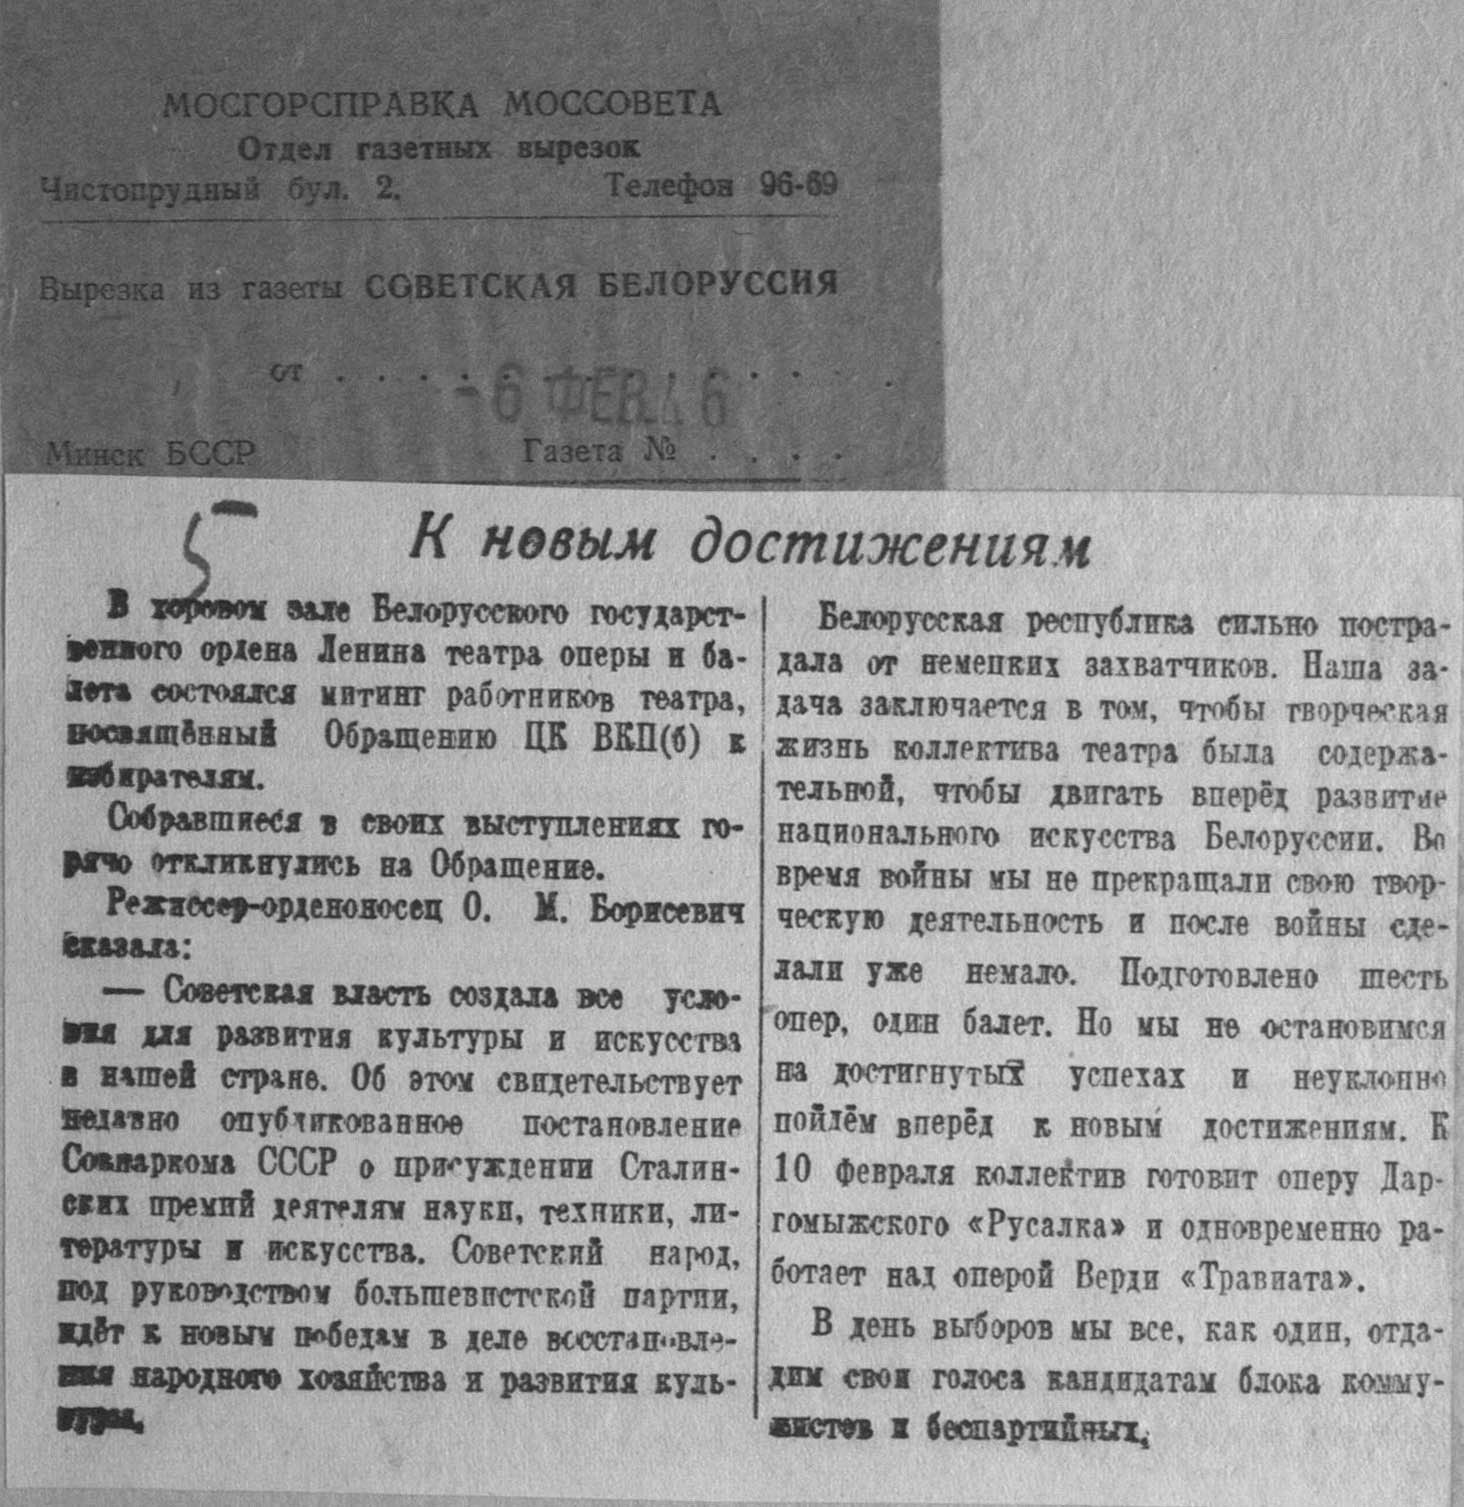 МОСГОРСПРАВКА МОССОВЕТА
Отдел газетных вырезок
Чистопрудный бул. 2. Телефон 96-69
Вырезка из газеты СОВЕТСКАЯ БЕЛОРУССИЯ
от . . . . . . . . . . . . . .
-6 ФЕВ. 46
Минск БССР Газета № . . . .
5
К новым достижениям
В хоровом зале Белорусского государст-
венного ордена Ленина театра оперы и ба-
лета состоялся митинг работников театра,
посвящённый Обращению ЦК ВКП(б) к
избирателям.
Собравшиеся в своих выступлениях го-
рячо откликнулись на Обращение.
Режиссер-орденоносец О. М. Борисевич
сказала:
— Советская власть создала все усло-
вия для развития культуры и искусства
в нашей стране. Об этом свидетельствует
недавно опубликованное постановление
Совнаркома СССР о присуждении Сталин-
ских премий деятелям науки, техники, ли-
тературы и искусства. Советский народ,
под руководством большевистской партии,
идёт к новым победам в деле восстановле-
ния народного хозяйства и развития куль-
туры.
Белорусская республика сильно постра-
дала от немецких захватчиков. Наша за-
дача заключается в том, чтобы творческая
жизнь коллектива театра была содержа-
тельной, чтобы двигать вперёд развитие
национального искусства Белоруссии. Во
время войны мы не прекращали свою твор-
ческую деятельность и после войны сде-
лали уже немало. Подготовлено шесть
опер, один балет. Но мы не остановимся
на достигнутых успехах и неуклонно
пойдём вперёд к новым достижениям. К
10 февраля коллектив готовит оперу Дар-
гомыжского «Русалка» и одновременно ра-
ботает над оперой Верди «Травиата».
В день выборов мы все, как один, отда-
дим свои голоса кандидатам блока комму-
нистов и беспартийных.